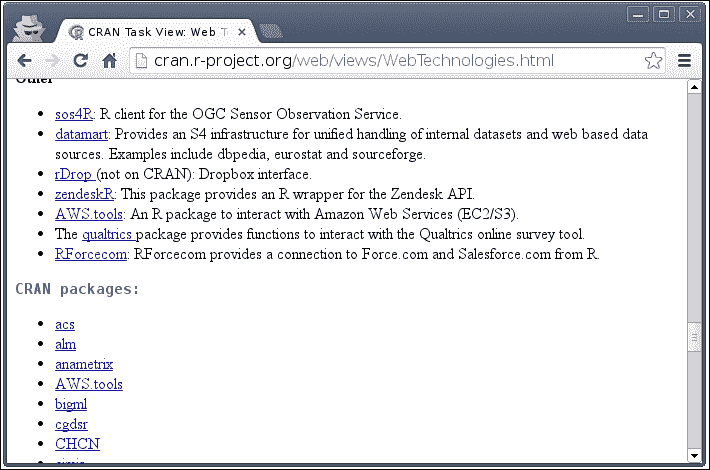 CRAN Task View: Web T
cran.r-project.org/web/views/WebTechnologies.html
Other
• sos4R: R client for the OGC Sensor Observation Service.
• datamart: Provides an S4 infrastructure for unified handling of internal datasets and web based data
sources. Examples include dbpedia, eurostat and sourceforge.
• rDrop (not on CRAN): Dropbox interface.
• zendeskR: This package provides an R wrapper for the Zendesk API.
• AWS.tools: An R package to interact with Amazon Web Services (EC2/S3).
• The qualtrics package provides functions to interact with the Qualtrics online survey tool.
• RForcecom: RForcecom provides a connection to Force.com and Salesforce.com from R.
CRAN packages:
• acs
• alm
• anametrix
• AWS.tools
• bigml
• cgdsr
• CHCN